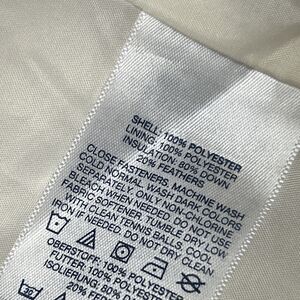 SHELL: 100% POLYESTER
LINING: 100% POLYESTER
INSULATION: 80% DOWN
20% FEATHERS
CLOSE FASTENERS, MACHINE WASH
COLD NORMAL, WASH DARK COLORS
SEPARATELY, ONLY NON-CHLORINE
BLEACH WHEN NEEDED, DO NOT USE
FABRIC SOFTENER, TUMBLE DRY LOW
WITH CLEAN TENNIS BALLS, COOL
IRON IF NEEDED. DO NOT DRY CLEAN
OBERSTOFF: 100% POLYESTER
FUTTER: 100% POLYESTER
ISOLIERUNG: 80% DAUNEN
20% FEDERN